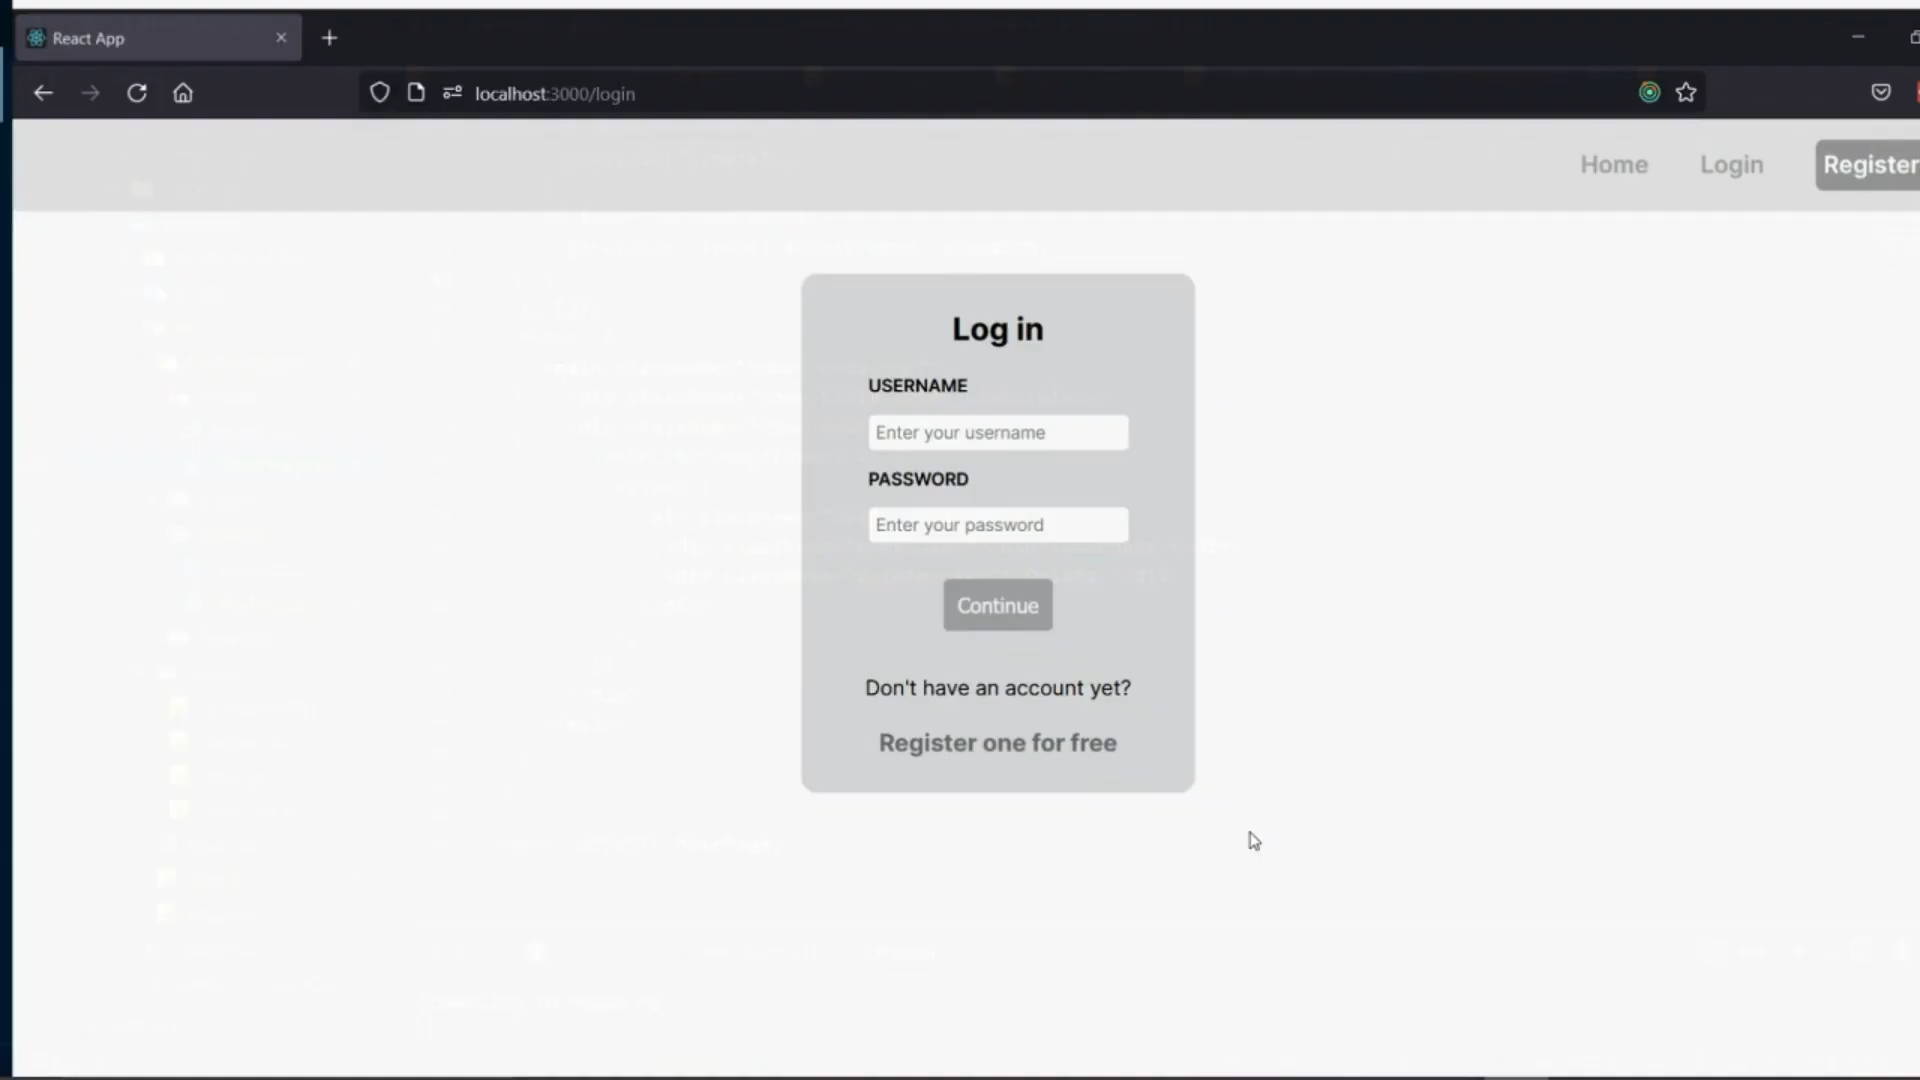 React App
localhost:3000/login
Home Login Register
Log in
USERNAME
Enter your username
PASSWORD
Enter your password
Continue
Don't have an account yet?
Register one for free